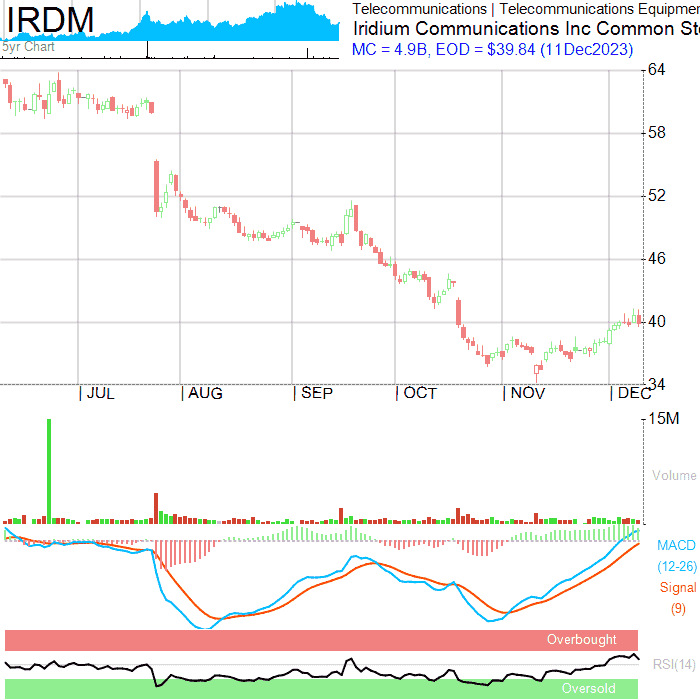 IRDM
5yr Chart
Telecommunications | Telecommunications Equipmen
Iridium Communications Inc Common Sto
MC = 4.9B, EOD = $39.84 (11Dec2023)
64
58
52
46
40
34
| JUL
| AUG
| SEP
| OCT
| NOV
| DEC
15M
Volume
MACD
(12-26)
Signal
(9)
Overbought
RSI(14)
Oversold